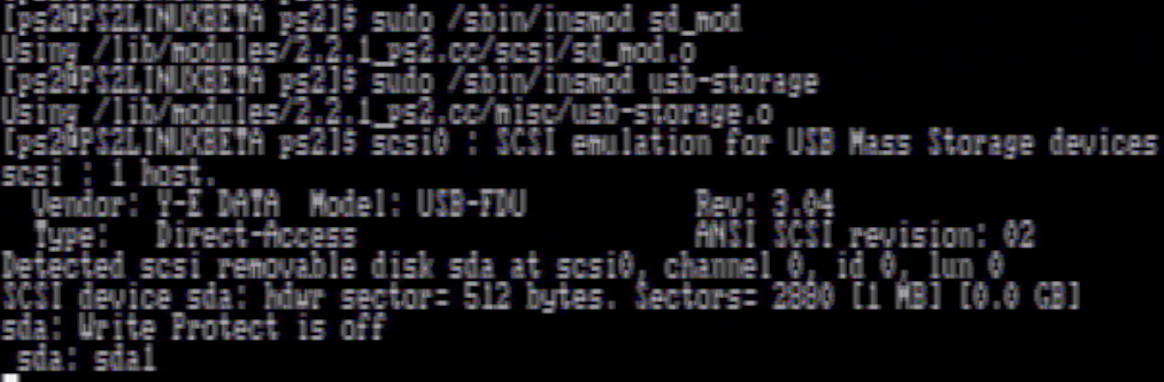 [ps2@PS2LINUXBETA ps2]$ sudo /sbin/insmod sd_mod
Using /lib/modules/2.2.1_ps2.cc/scsi/sd_mod.o
[ps2@PS2LINUXBETA ps2]$ sudo /sbin/insmod usb-storage
Using /lib/modules/2.2.1_ps2.cc/misc/usb-storage.o
[ps2@PS2LINUXBETA ps2]$ scsi0 : SCSI emulation for USB Mass Storage devices
scsi : 1 host.
Vendor: Y-E DATA Model: USB-FDU Rev: 3.04
Type: Direct-Access ANSI SCSI revision: 02
Detected scsi removable disk sda at scsi0, channel 0, id 0, lun 0
SCSI device sda: hdwr sector= 512 bytes. Sectors= 2880 [1 MB] [0.0 GB]
sda: Write Protect is off
sda: sda1